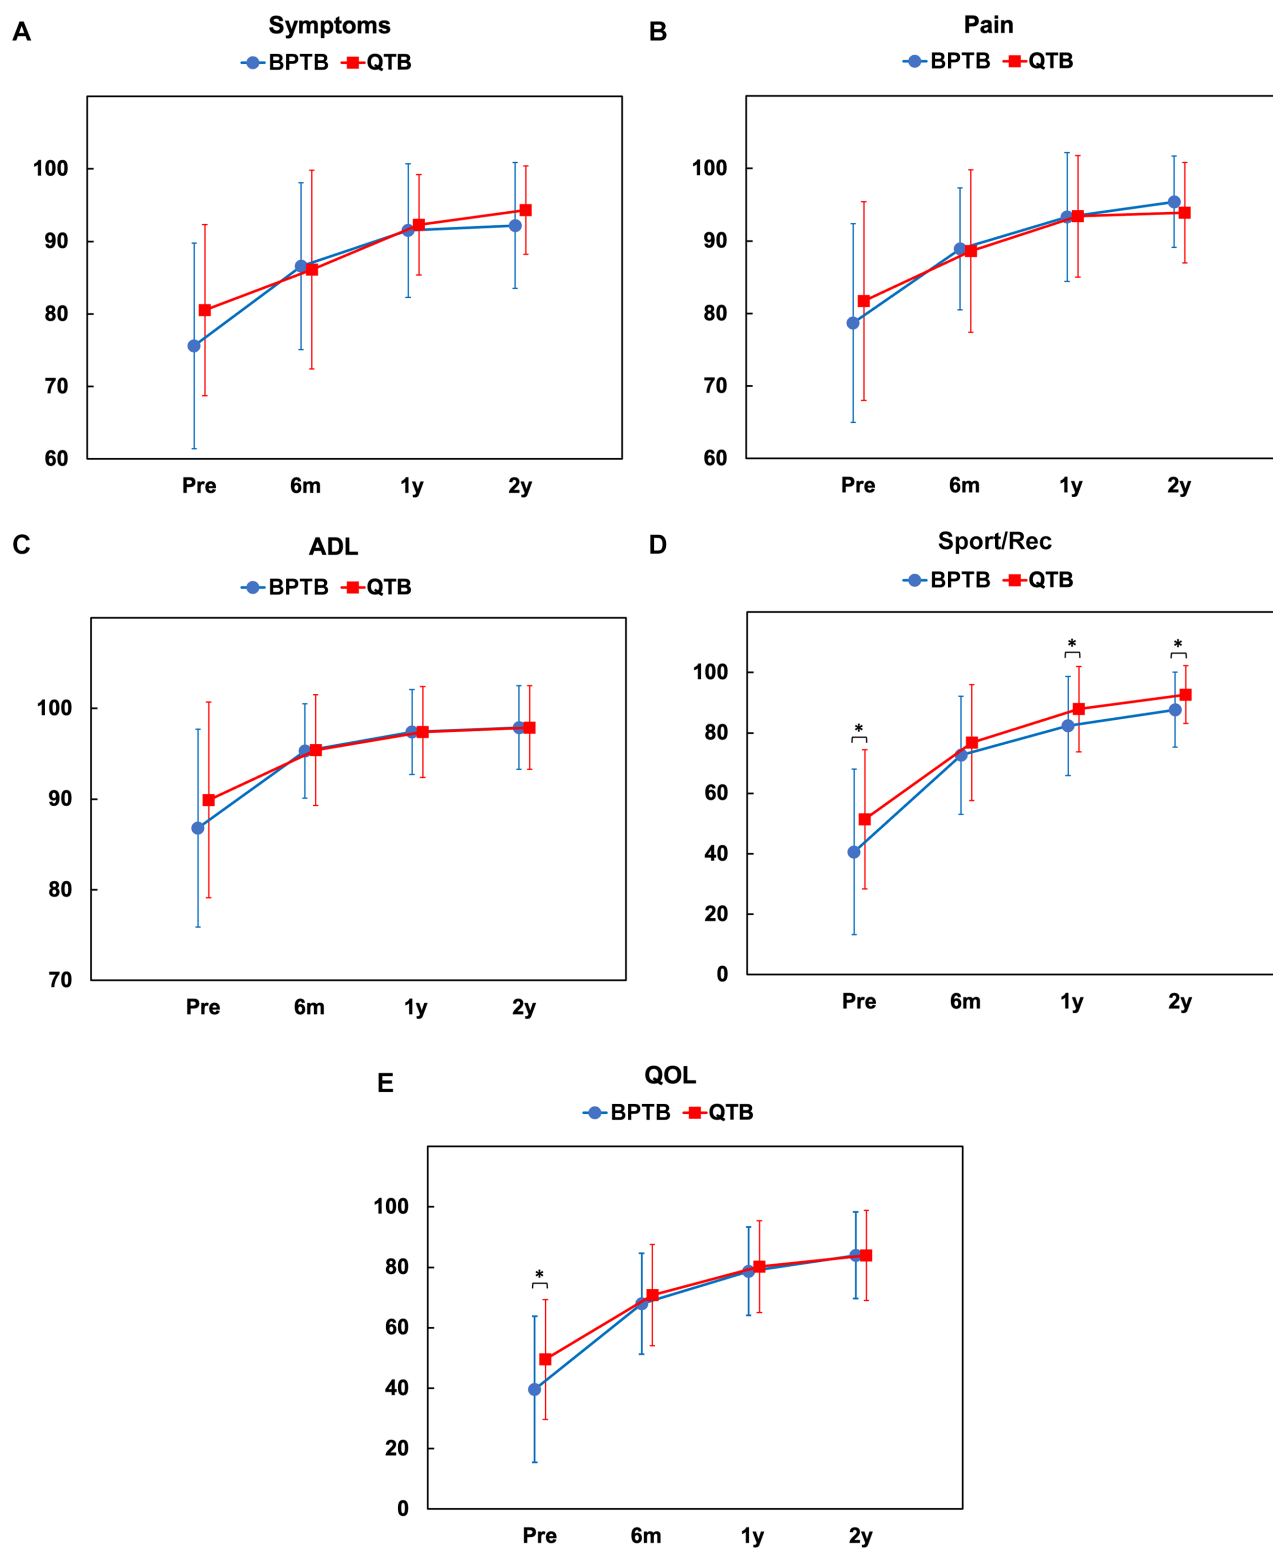 A
Symptoms
BPTB QTB
100
90
80
70
60
Pre 6m 1y 2y
B
Pain
BPTB QTB
100
90
80
70
60
Pre 6m 1y 2y
C
ADL
BPTB QTB
100
90
80
70
Pre 6m 1y 2y
D
Sport/Rec
BPTB QTB
* *
100
*
80
60
40
20
0
Pre 6m 1y 2y
E
QOL
BPTB QTB
100
80
*
60
40
20
0
Pre 6m 1y 2y